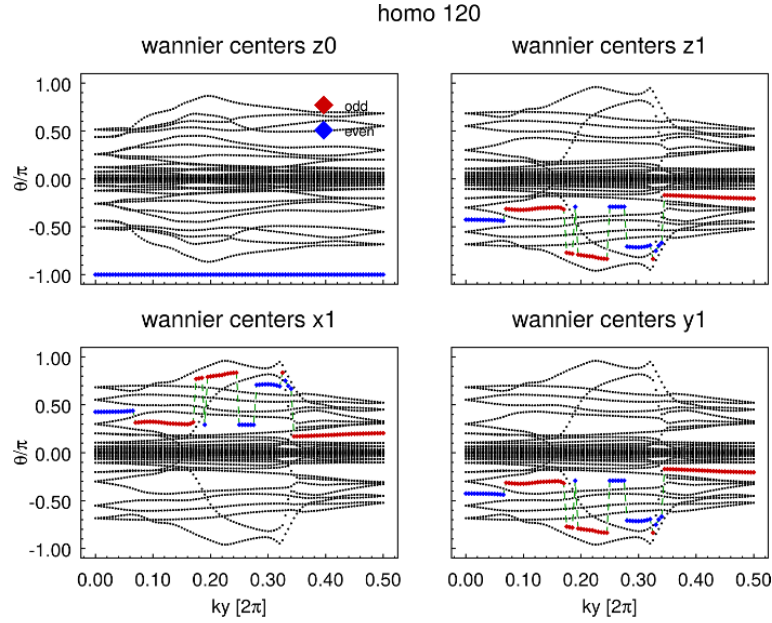 homo 120
wannier centers z0
wannier centers z1
1.00
0.50
0.00
-0.50
-1.00
θ/π
odd
even
wannier centers x1
wannier centers y1
1.00
0.50
0.00
-0.50
-1.00
θ/π
0.00 0.10 0.20 0.30 0.40 0.50
0.00 0.10 0.20 0.30 0.40 0.50
ky [2π]
ky [2π]